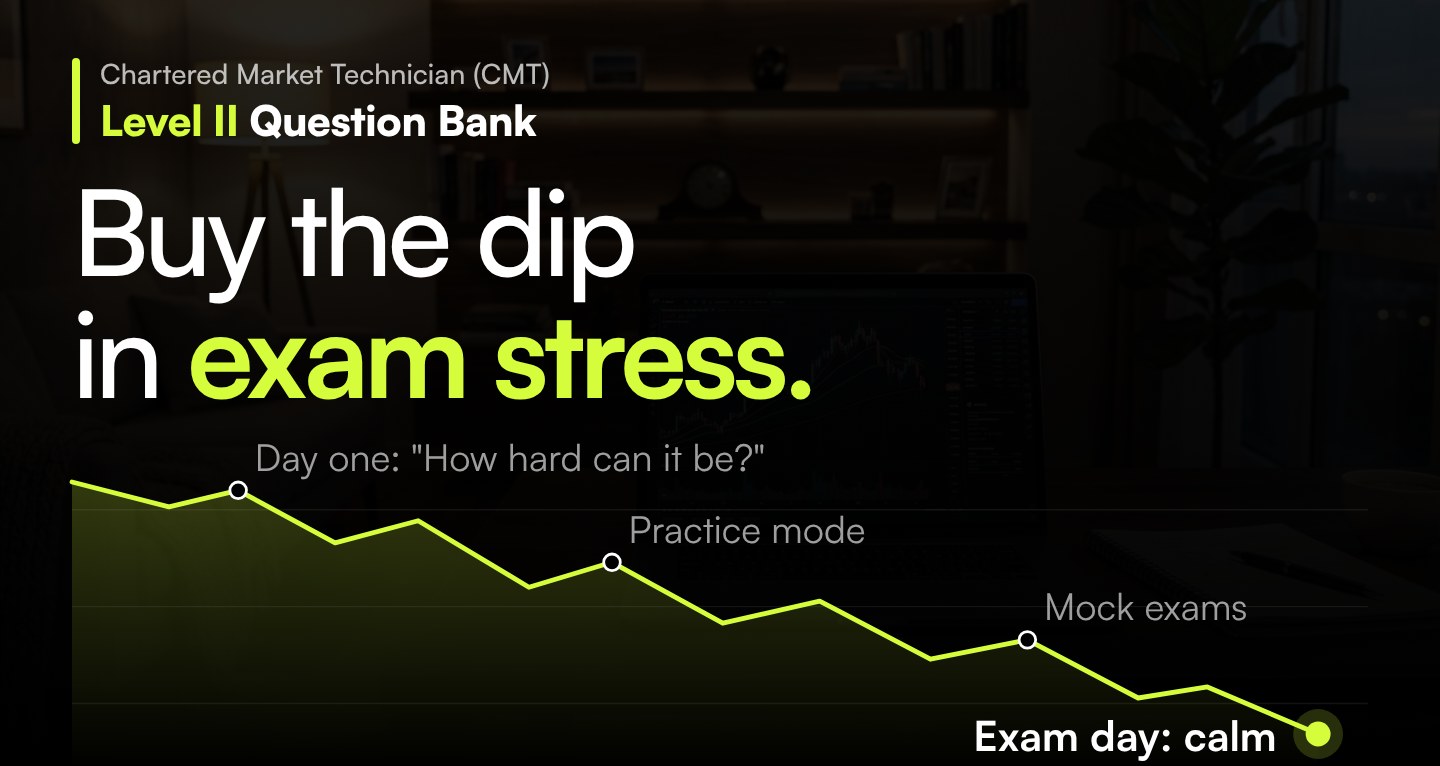 Chartered Market Technician (CMT)
Level II Question Bank
Buy the dip
in exam stress.
Day one: "How hard can it be?"
Practice mode
Mock exams
Exam day: calm